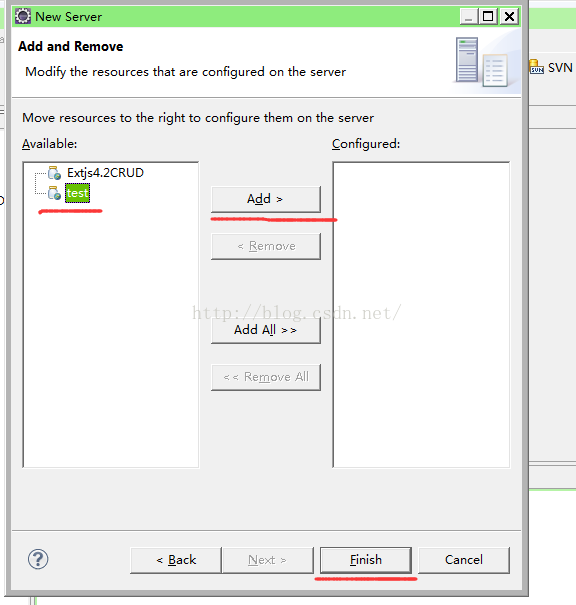 New Server
Add and Remove
Modify the resources that are configured on the server
SVN
Move resources to the right to configure them on the server
Available:
Configured:
Extjs4.2CRUD
test
Add >
< Remove
http://blog.csdn.net/
Add All >>
<< Remove All
< Back
Next >
Finish
Cancel